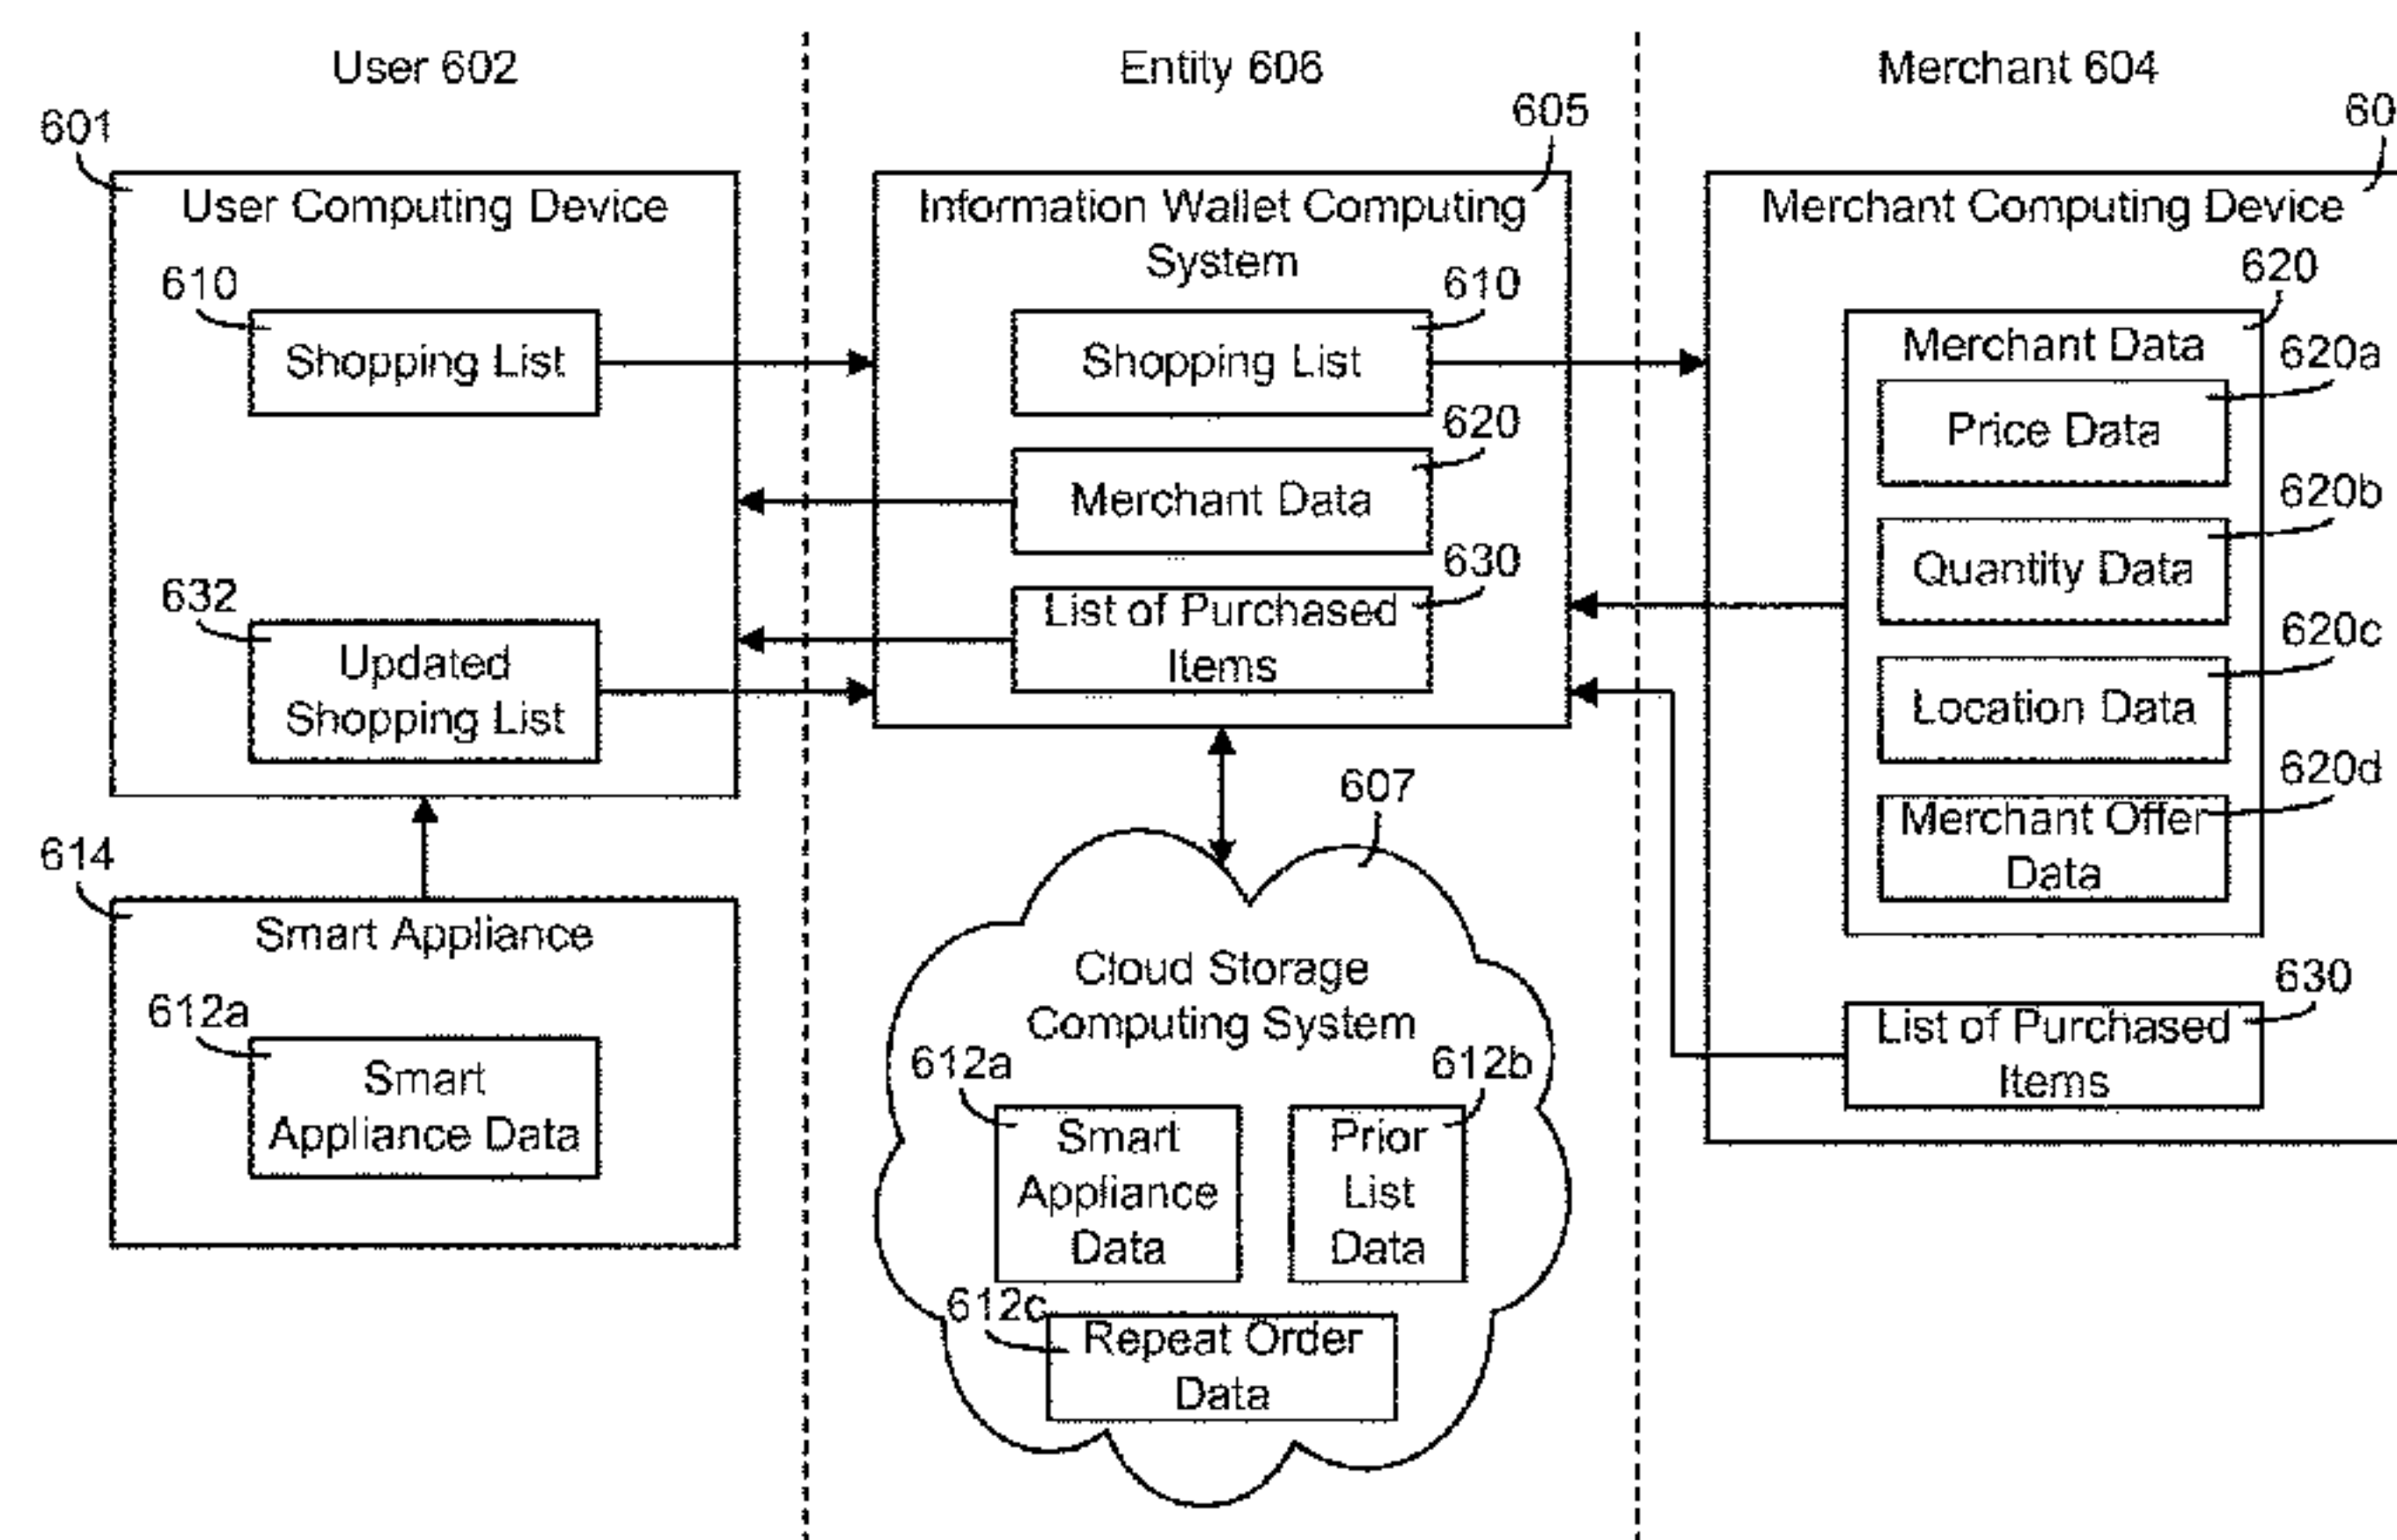 User 602
Entity 606
Merchant 604
601
605
60
User Computing Device
Information Wallet Computing
System
Merchant Computing Device
610
Shopping List
610
Shopping List
620
Merchant Data
630
List of Purchased
Items
632
Updated
Shopping List
620
Merchant Data
620a
Price Data
620b
Quantity Data
620c
Location Data
620d
Merchant Offer
Data
630
List of Purchased
Items
614
Smart Appliance
612a
Smart
Appliance Data
607
Cloud Storage
Computing System
612a
Smart
Appliance
Data
612b
Prior
List
Data
612c
Repeat Order
Data